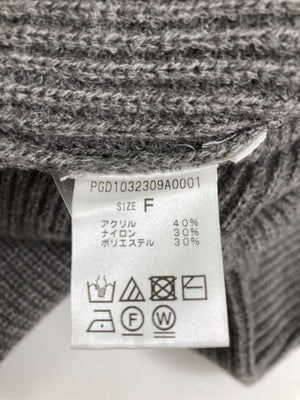 PGD1032309A0001
SIZE F
アクリル 40%
ナイロン 30%
ポリエステル 30%
F W